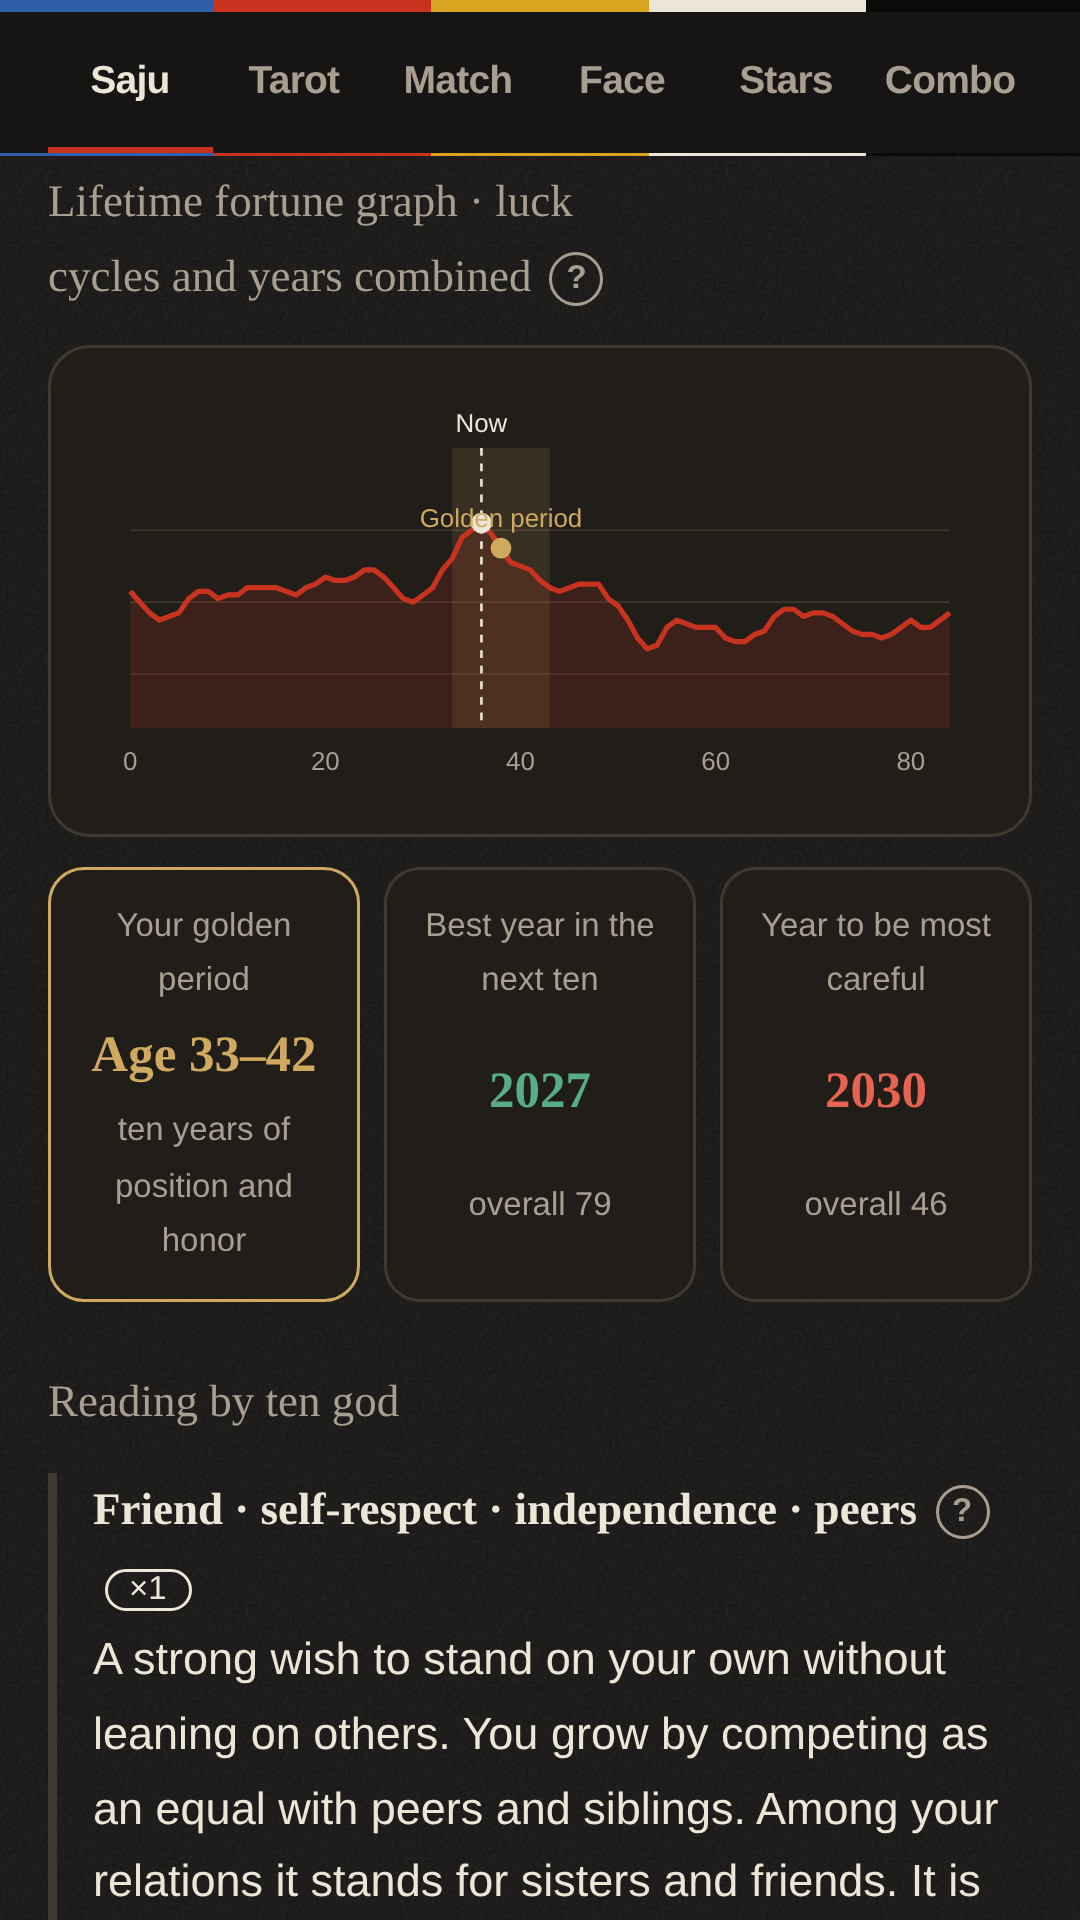 Saju Tarot Match Face Stars Combo
Lifetime fortune graph · luck
cycles and years combined ?
Now
Golden period
0 20 40 60 80
Your golden
period
Age 33–42
ten years of
position and
honor
Best year in the
next ten
2027
overall 79
Year to be most
careful
2030
overall 46
Reading by ten god
Friend · self-respect · independence · peers ?
×1
A strong wish to stand on your own without
leaning on others. You grow by competing as
an equal with peers and siblings. Among your
relations it stands for sisters and friends. It is